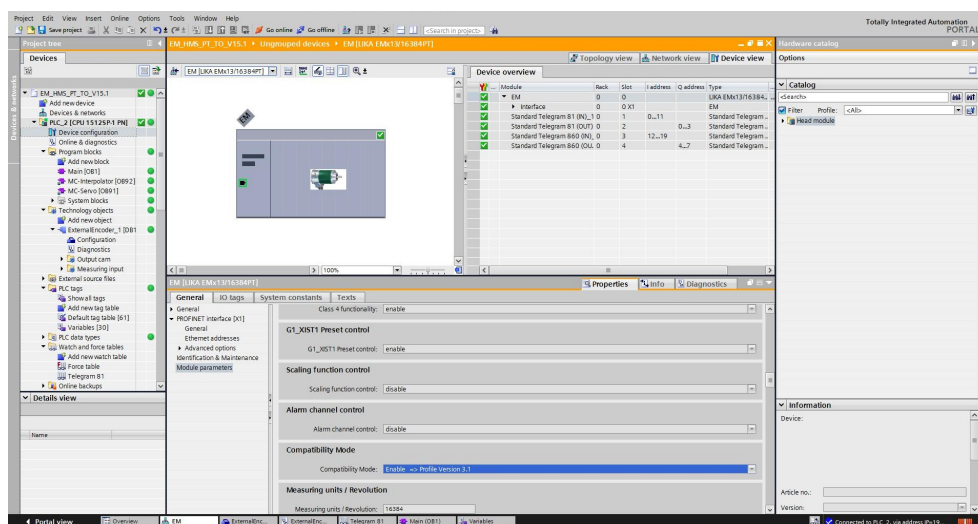 Project Edit View Insert Online Options Tools Window Help
Totally Integrated Automation
PORTAL
Save project
Go online
Go offline
<Search in project>
Project tree
EM_HMS_PT_TO_V15.1 Ungrouped devices EM [LIKA EMx13/16384PT]
Hardware catalog
Devices
Topology view Network view Device view
Options
EM [LIKA EMx13/16384PT]
Device overview
EM_HMS_PT_TO_V15.1
Add new device
Devices & networks
PLC_2 [CPU 1512SP-1 PN]
Device configuration
Online & diagnostics
Program blocks
Add new block
Main [OB1]
MC-Interpolator [OB92]
MC-Servo [OB91]
System blocks
Technology objects
Add new object
ExternalEncoder_1 [DB1
Configuration
Diagnostics
Output cam
Measuring input
External source files
PLC tags
Show all tags
Add new tag table
Default tag table [61]
Variables [30]
PLC data types
Watch and force tables
Add new watch table
Force table
Telegram 81
Online backups
Details view
Name
Devices & networks
EM
100%
... Module Rack Slot I address Q address Type
EM 0 0 LIKA EMx13/16384...
Interface 0 0 X1 EM
Standard Telegram 81 (IN)_1 0 1 0...11 Standard Telegram ..
Standard Telegram 81 (OUT) 0 2 0...3 Standard Telegram ..
Standard Telegram 860 (IN)_ 0 3 12...19 Standard Telegram ..
Standard Telegram 860 (OU.. 0 4 4...7 Standard Telegram ..
Catalog
<Search>
Filter Profile: <All>
Head module
Information
Device:
Article no.:
Version:
EM [LIKA EMx13/16384PT]
Properties Info Diagnostics
General IO tags System constants Texts
General
PROFINET interface [X1]
General
Ethernet addresses
Advanced options
Identification & Maintenance
Module parameters
Class 4 functionality: enable
G1_XIST1 Preset control
G1_XIST1 Preset control: enable
Scaling function control
Scaling function control: disable
Alarm channel control
Alarm channel control: disable
Compatibility Mode
Compatibility Mode: Enable => Profile Version 3.1
Measuring units / Revolution
Measuring units / Revolution: 16384
Portal view Overview EM ExternalEnc... ExternalEnc... Telegram 81 Main (OB1) Variables
Connected to PLC_2, via address IP=19...